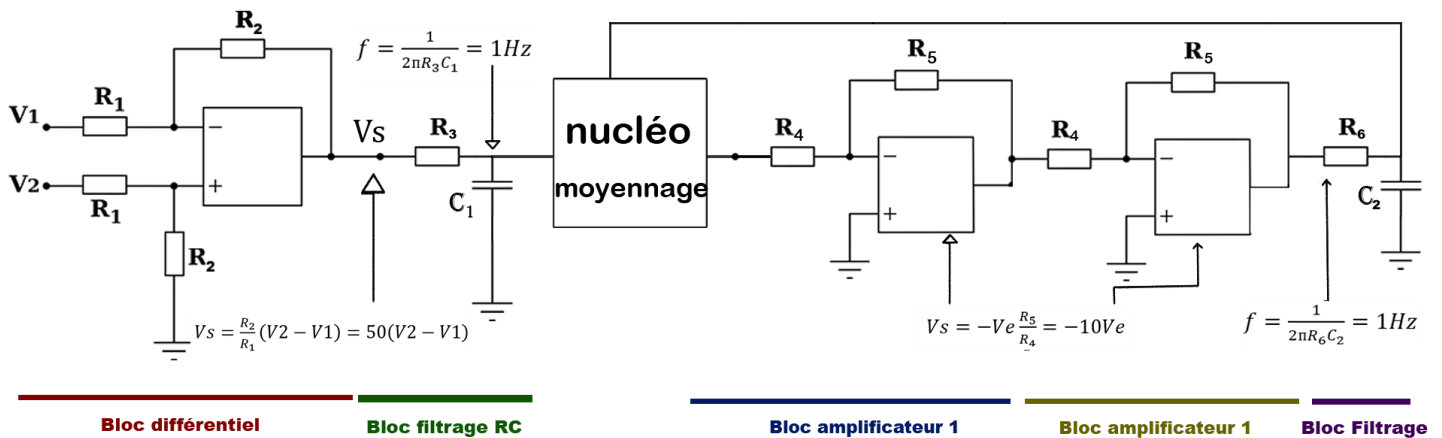 R₂
V1
R₁
−
V2
R₁
+
R₂
Vs
R₃
C₁
f = 1/(2πR₃C₁) = 1Hz
Vs = R₂/R₁ (V2 − V1) = 50(V2 − V1)
nucléo
moyennage
R₄
R₅
−
+
R₄
R₅
−
+
R₆
C₂
Vs = −Ve R₅/R₄ = −10Ve
f = 1/(2πR₆C₂) = 1Hz
Bloc différentiel
Bloc filtrage RC
Bloc amplificateur 1
Bloc amplificateur 1
Bloc Filtrage